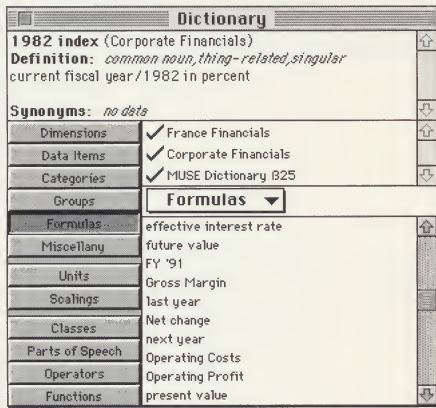 Dictionary
1982 index (Corporate Financials)
Definition: common noun,thing-related,singular
current fiscal year/1982 in percent
Synonyms: no data
Dimensions
Data Items
Categories
Groups
Formulas
Miscellany
Units
Scalings
Classes
Parts of Speech
Operators
Functions
France Financials
Corporate Financials
MUSE Dictionary ß25
Formulas
effective interest rate
future value
FY '91
Gross Margin
last year
Net change
next year
Operating Costs
Operating Profit
present value